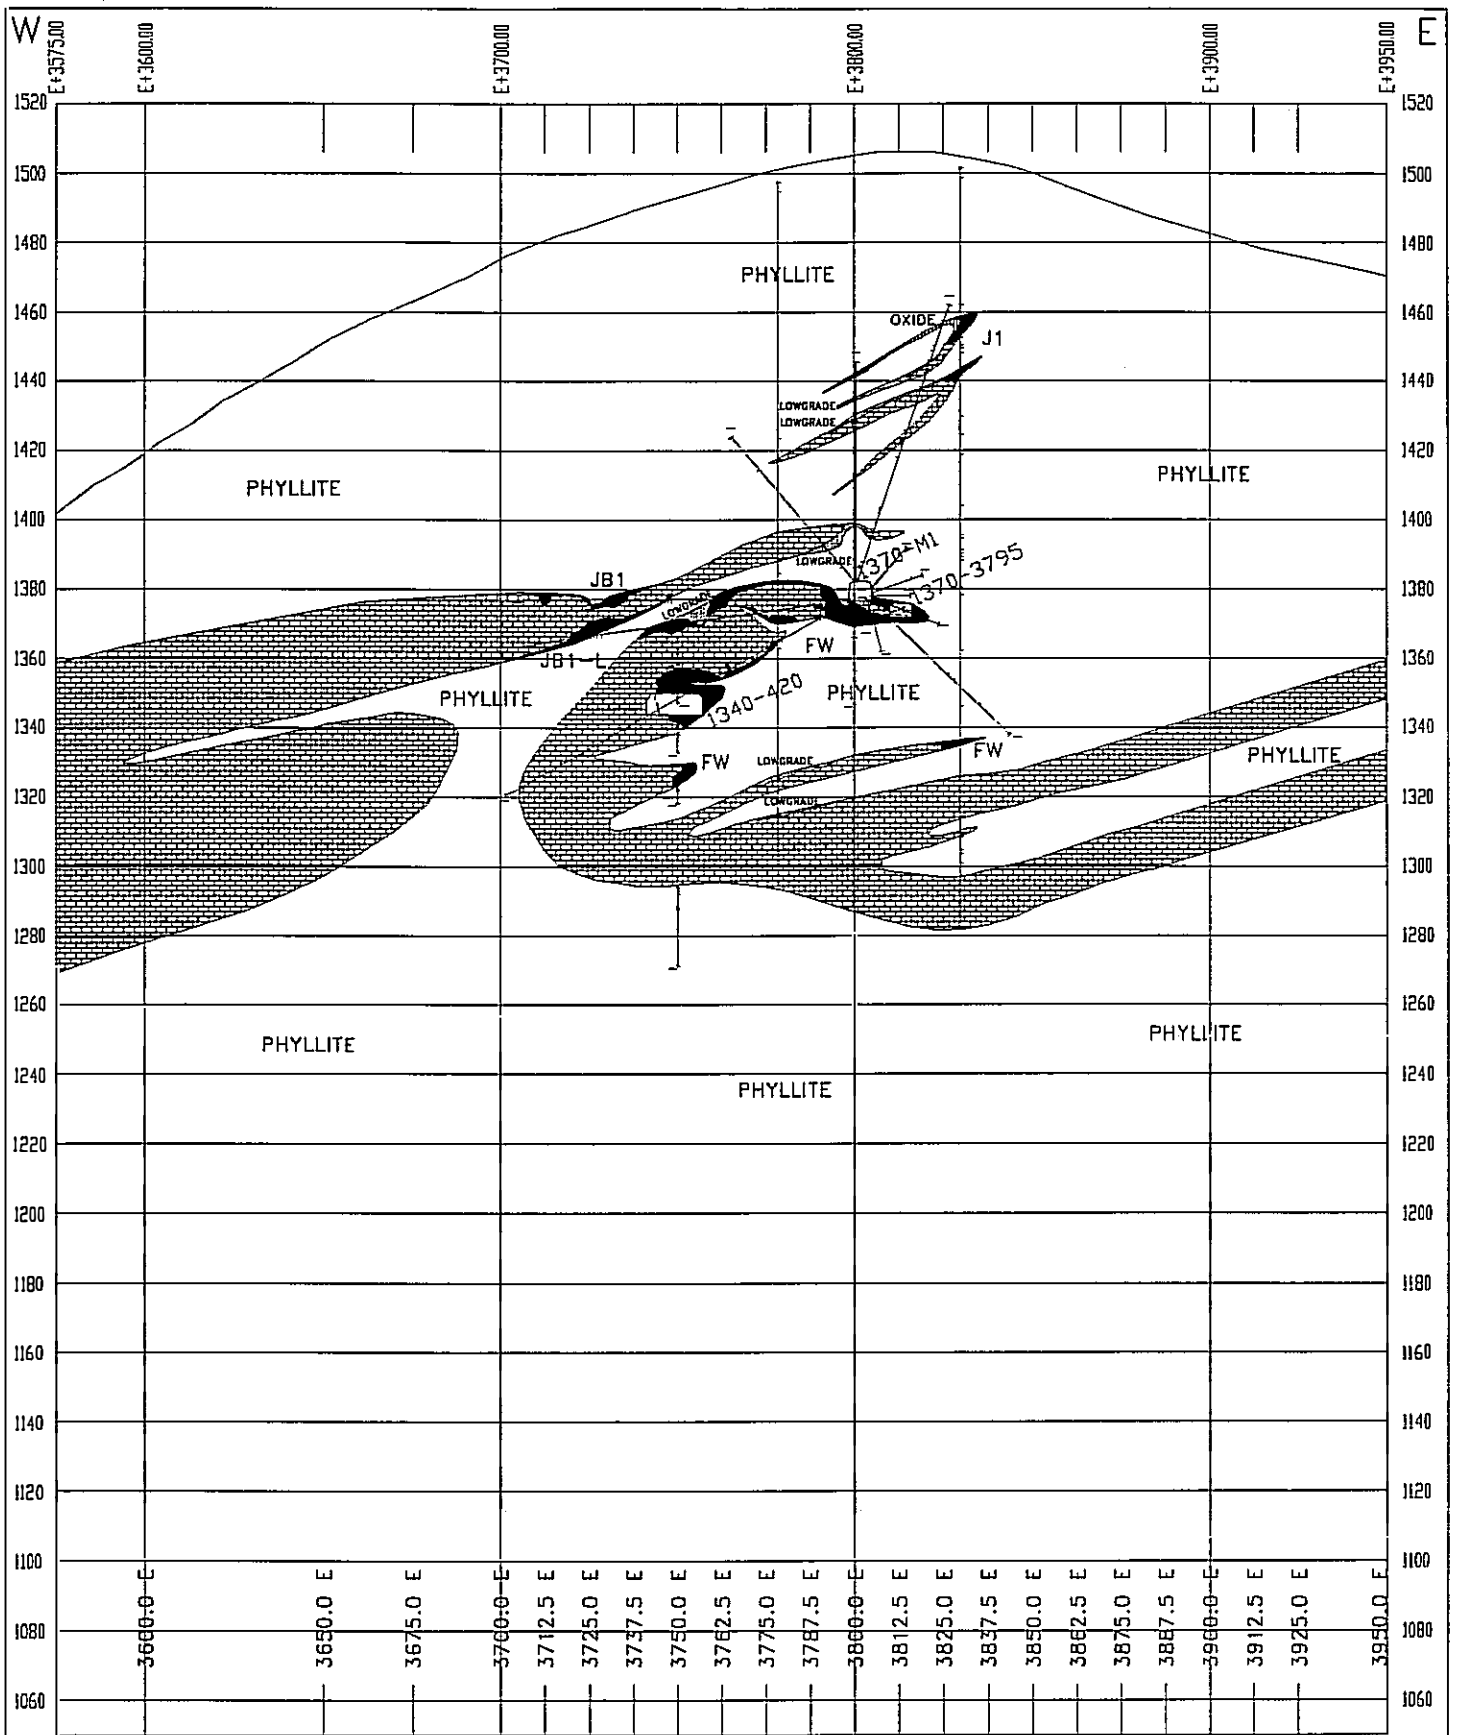 W E
E+3575.00 E+3600.00 E+3700.00 E+3800.00 E+3900.00 E+3950.00
1520 1520
1500 1500
1480 1480
PHYLLITE
1460 1460
OXIDE
J1
1440 1440
LOWGRADE
LOWGRADE
1420 1420
PHYLLITE
PHYLLITE
1400 1400
LOWGRADE
1370-M1
1370-3795
1380 1380
JB1
LOWGRADE
FW
JB1-L
1360 1360
PHYLLITE
PHYLLITE
1340-420
1340 1340
PHYLLITE
FW
LOWGRADE
FW
LOWGRADE
1320 1320
1300 1300
1280 1280
1260 1260
PHYLLITE
PHYLLITE
1240 1240
PHYLLITE
1220 1220
1200 1200
1180 1180
1160 1160
1140 1140
1120 1120
1100 1100
1080 1080
1060 1060
3600.0 E 3650.0 E 3675.0 E 3700.0 E 3712.5 E 3725.0 E 3737.5 E 3750.0 E 3762.5 E 3775.0 E 3787.5 E 3800.0 E 3812.5 E 3825.0 E 3837.5 E 3850.0 E 3862.5 E 3875.0 E 3887.5 E 3900.0 E 3912.5 E 3925.0 E 3950.0 E